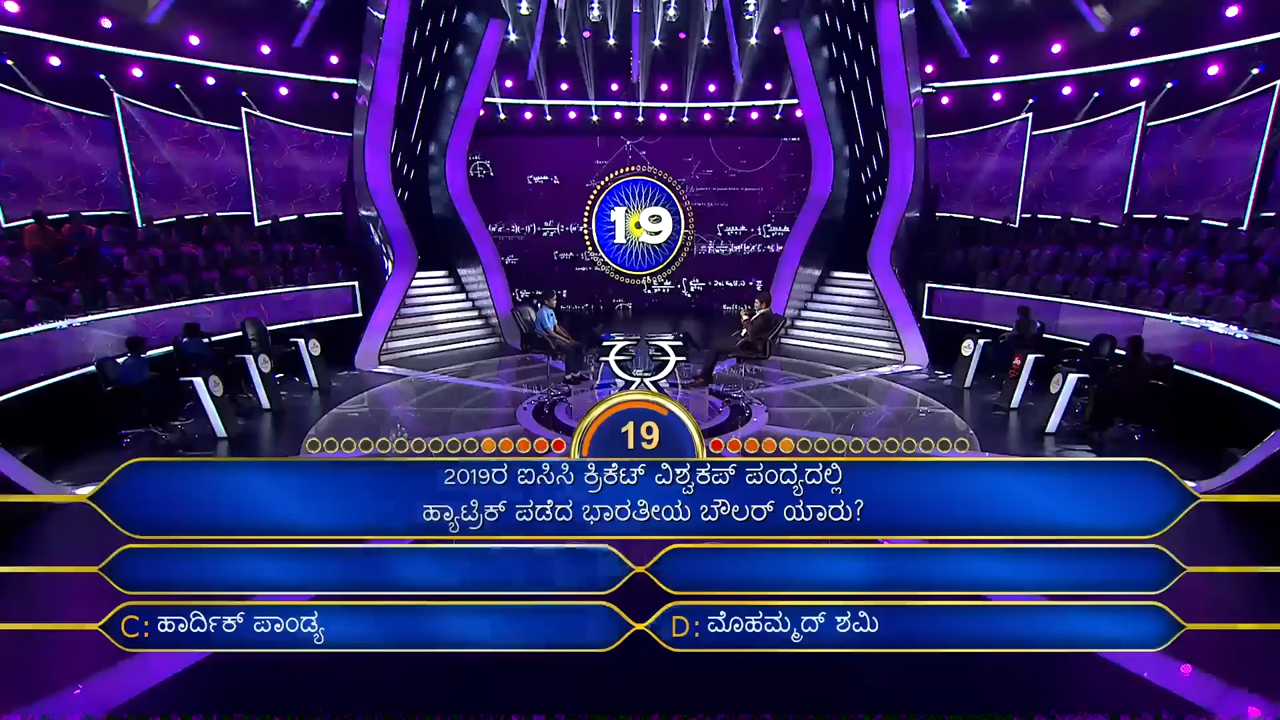 19
19
2019ರ ಐಸಿಸಿ ಕ್ರಿಕೆಟ್ ವಿಶ್ವಕಪ್ ಪಂದ್ಯದಲ್ಲಿ
ಹ್ಯಾಟ್ರಿಕ್ ಪಡೆದ ಭಾರತೀಯ ಬೌಲರ್ ಯಾರು?
C: ಹಾರ್ದಿಕ್ ಪಾಂಡ್ಯ
D: ಮೊಹಮ್ಮದ್ ಶಮಿ